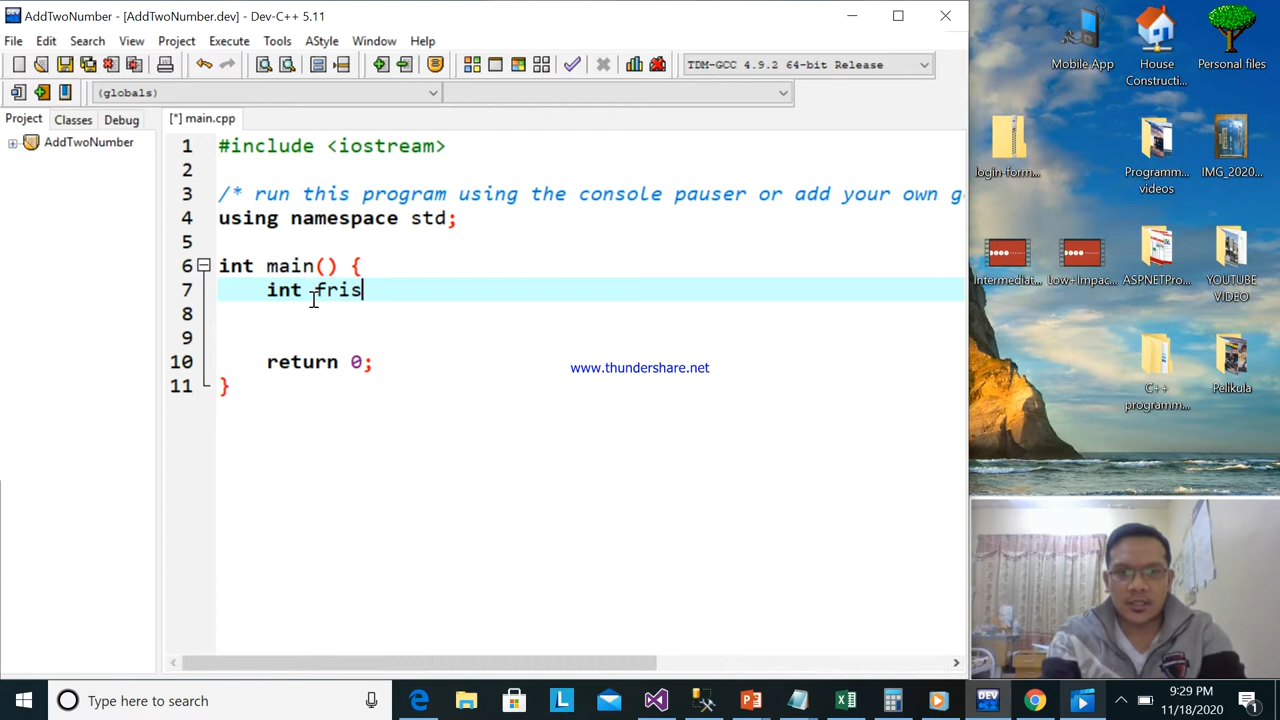 AddTwoNumber - [AddTwoNumber.dev] - Dev-C++ 5.11
File Edit Search View Project Execute Tools AStyle Window Help
TDM-GCC 4.9.2 64-bit Release
(globals)
Project Classes Debug
[*] main.cpp
AddTwoNumber
1 #include <iostream>
2
3 /* run this program using the console pauser or add your own g
4 using namespace std;
5
6 int main() {
7 int fris
8
9
10 return 0;
11 }
www.thundershare.net
Mobile App
House Constructi...
Personal files
login-form...
Programm... videos
IMG_2020...
Intermediat...
Low+Impac...
ASPNETPro...
YOUTUBE VIDEO
C++ programm...
Pelikula
Type here to search
DEV C++
9:29 PM
11/18/2020
1